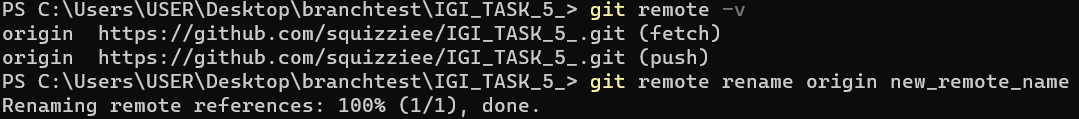 PS C:\Users\USER\Desktop\branchtest\IGI_TASK_5_> git remote -v
origin  https://github.com/squizziee/IGI_TASK_5_.git (fetch)
origin  https://github.com/squizziee/IGI_TASK_5_.git (push)
PS C:\Users\USER\Desktop\branchtest\IGI_TASK_5_> git remote rename origin new_remote_name
Renaming remote references: 100% (1/1), done.